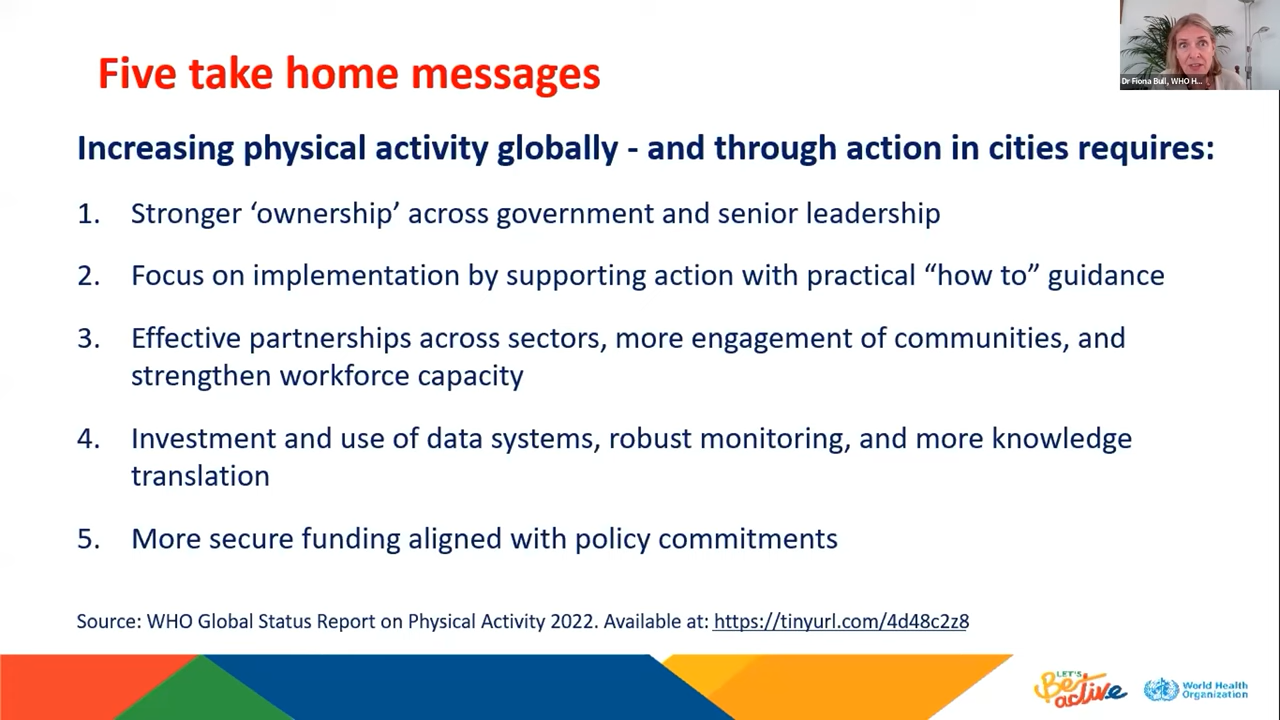 Five take home messages
Dr Fiona Bull, WHO H...
Increasing physical activity globally - and through action in cities requires:
1. Stronger ‘ownership’ across government and senior leadership
2. Focus on implementation by supporting action with practical “how to” guidance
3. Effective partnerships across sectors, more engagement of communities, and
strengthen workforce capacity
4. Investment and use of data systems, robust monitoring, and more knowledge
translation
5. More secure funding aligned with policy commitments
Source: WHO Global Status Report on Physical Activity 2022. Available at: https://tinyurl.com/4d48c2z8
LET'S
Be
active
World Health
Organization